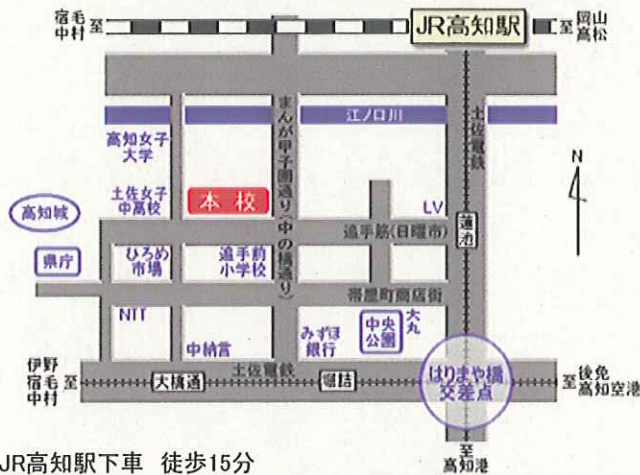 宿毛
中村
至
JR高知駅
至
岡山
高松
高知女子
大学
まんが甲子園通り(中の橋通り)
江ノ口川
土佐電鉄
N
高知城
土佐女子
中高校
本 校
LV
蓮池
追手筋(日曜市)
県庁
ひろめ
市場
追手前
小学校
帯屋町商店街
NTT
中納言
みずほ
銀行
中央
公園
大丸
伊野
宿毛
中村
至
大橋通
土佐電鉄
堀詰
はりまや橋
交差点
至
後免
高知空港
至
高知港
JR高知駅下車 徒歩15分